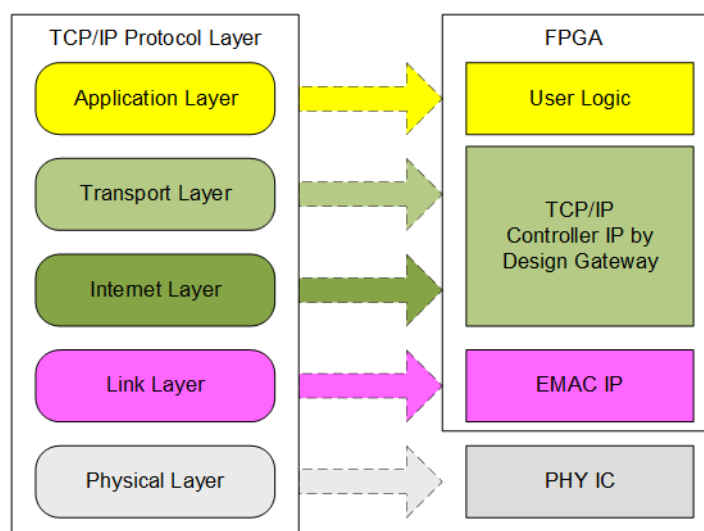 TCP/IP Protocol Layer
Application Layer
Transport Layer
Internet Layer
Link Layer
Physical Layer
FPGA
User Logic
TCP/IP
Controller IP by
Design Gateway
EMAC IP
PHY IC